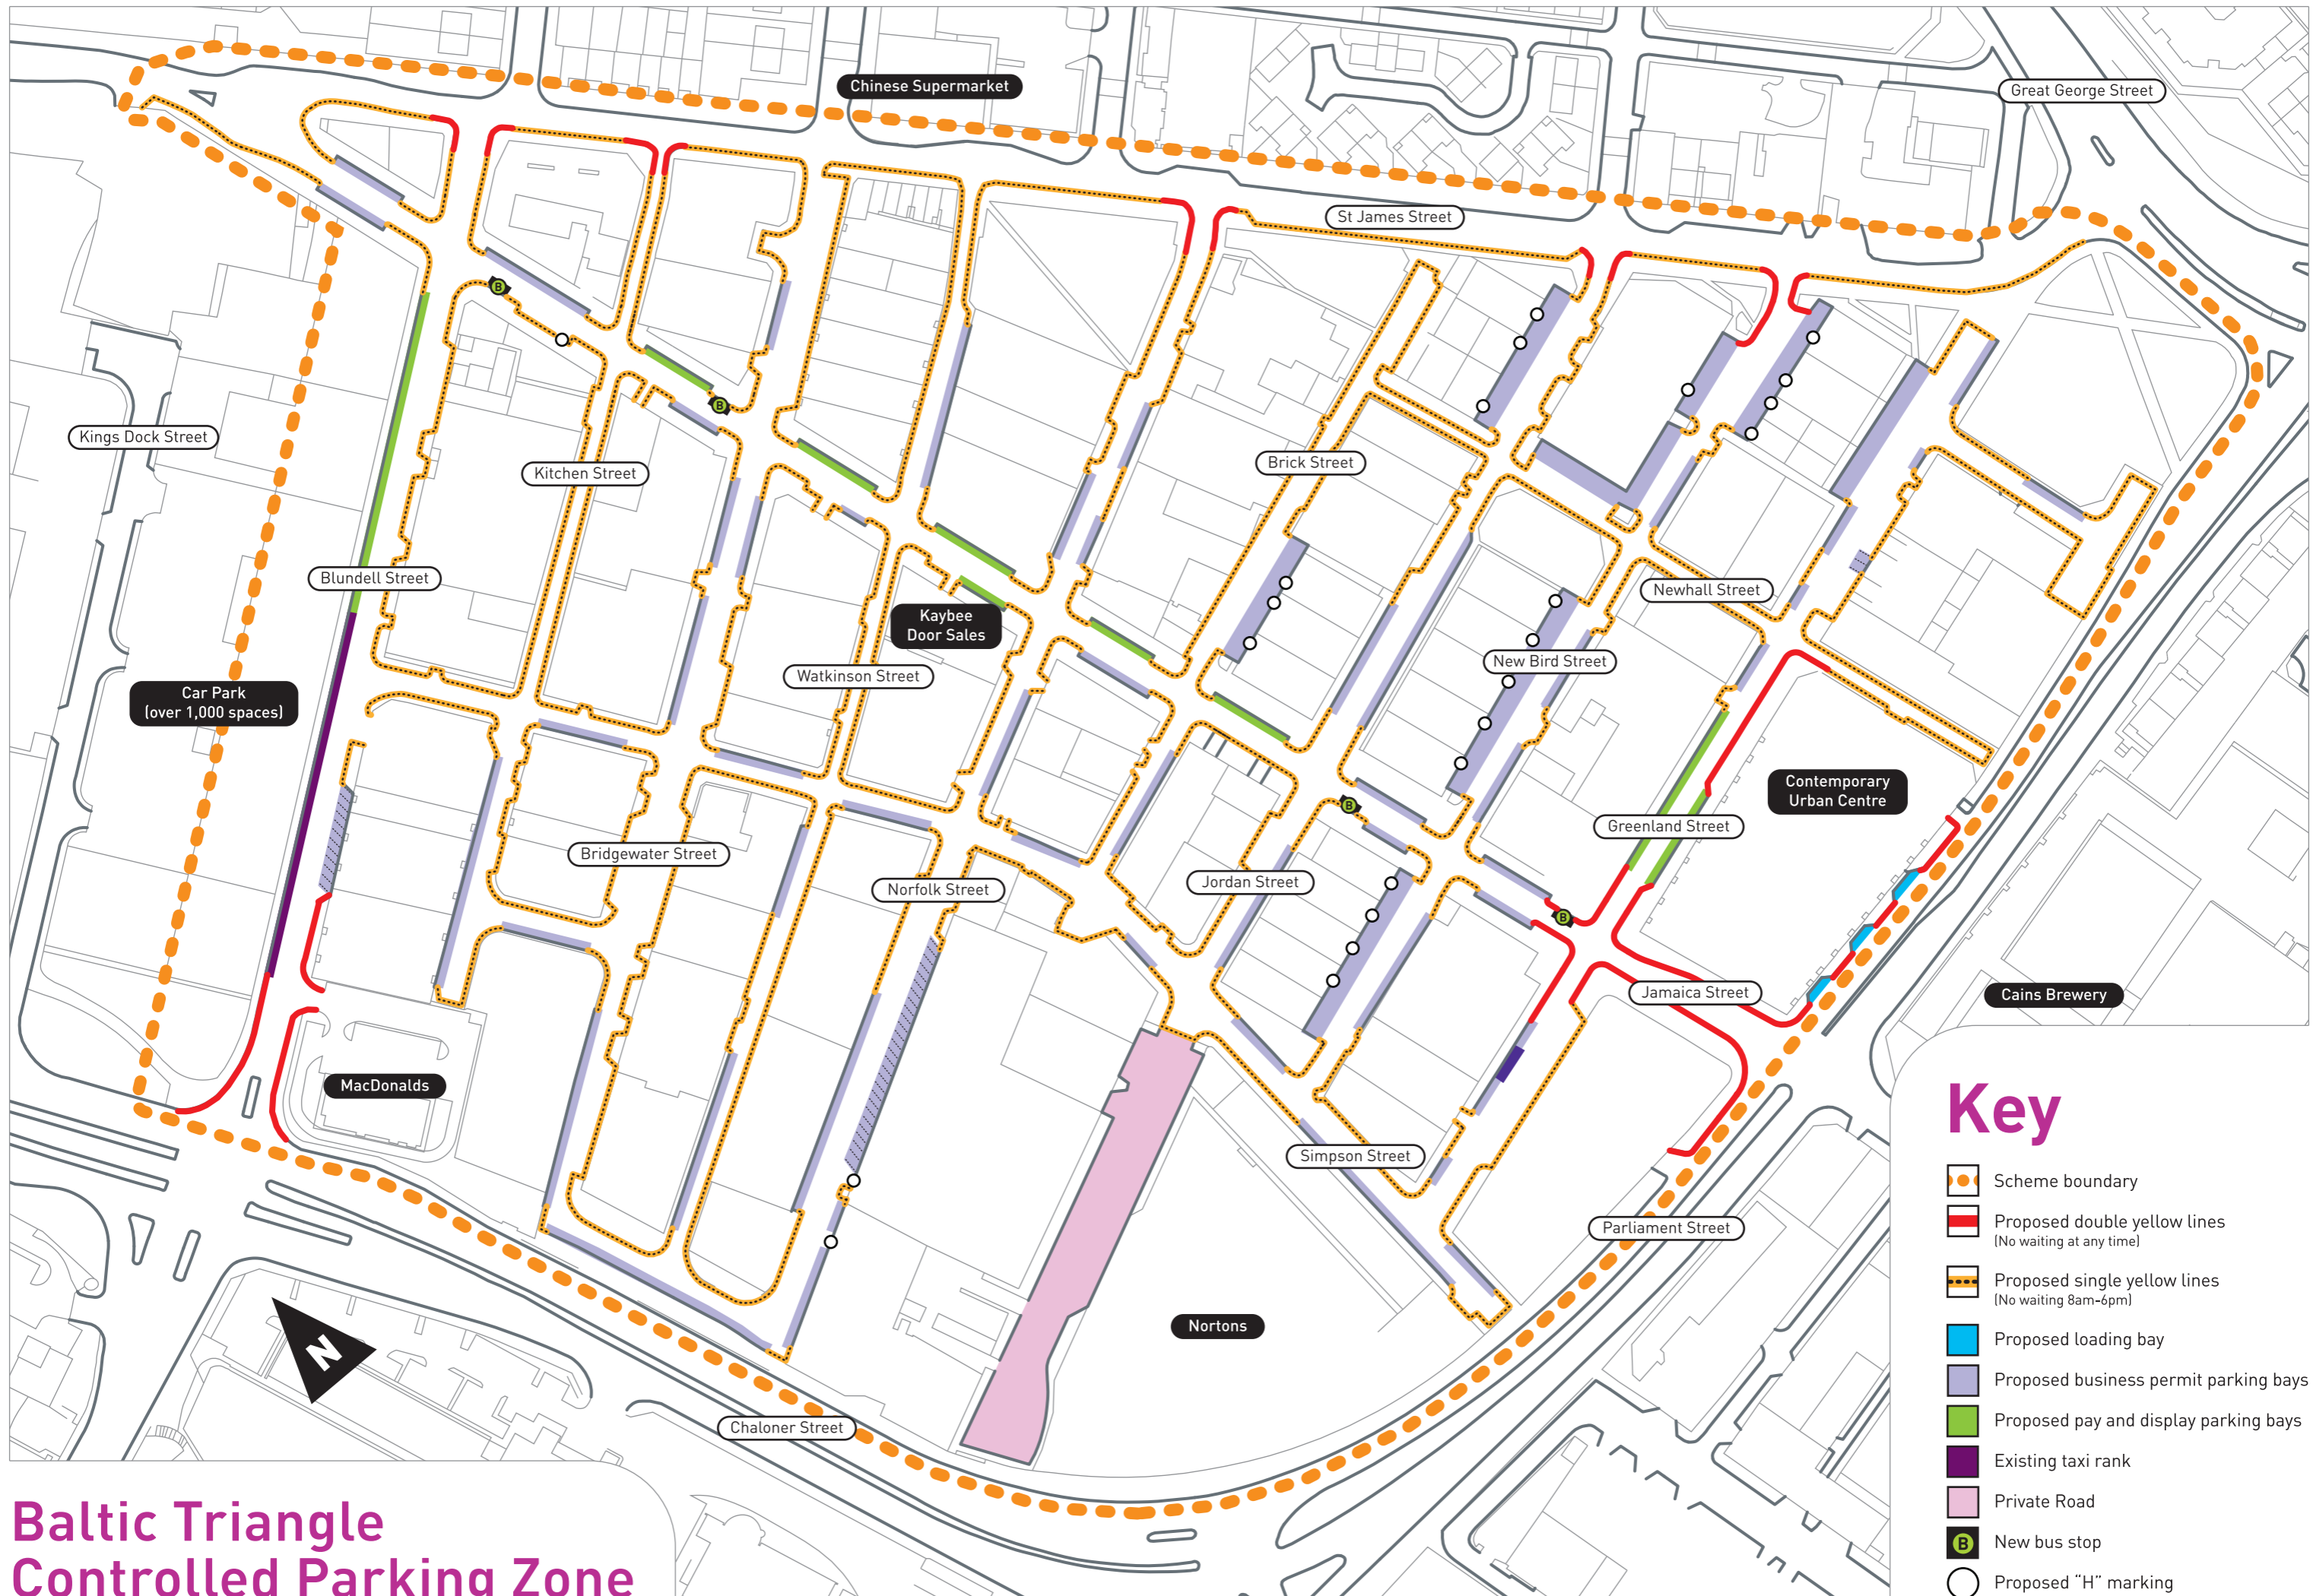 Chinese Supermarket
Great George Street
St James Street
B
Kings Dock Street
B
Kitchen Street
Brick Street
Blundell Street
Newhall Street
Kaybee
Door Sales
New Bird Street
Watkinson Street
Car Park
(over 1,000 spaces)
Contemporary
Urban Centre
B
Greenland Street
Bridgewater Street
Jordan Street
Norfolk Street
B
Jamaica Street
Cains Brewery
MacDonalds
Simpson Street
Parliament Street
Nortons
N
Chaloner Street
Key
Scheme boundary
Proposed double yellow lines
(No waiting at any time)
Proposed single yellow lines
(No waiting 8am-6pm)
Proposed loading bay
Proposed business permit parking bays
Proposed pay and display parking bays
Existing taxi rank
Private Road
B New bus stop
Proposed “H” marking
Baltic Triangle
Controlled Parking Zone